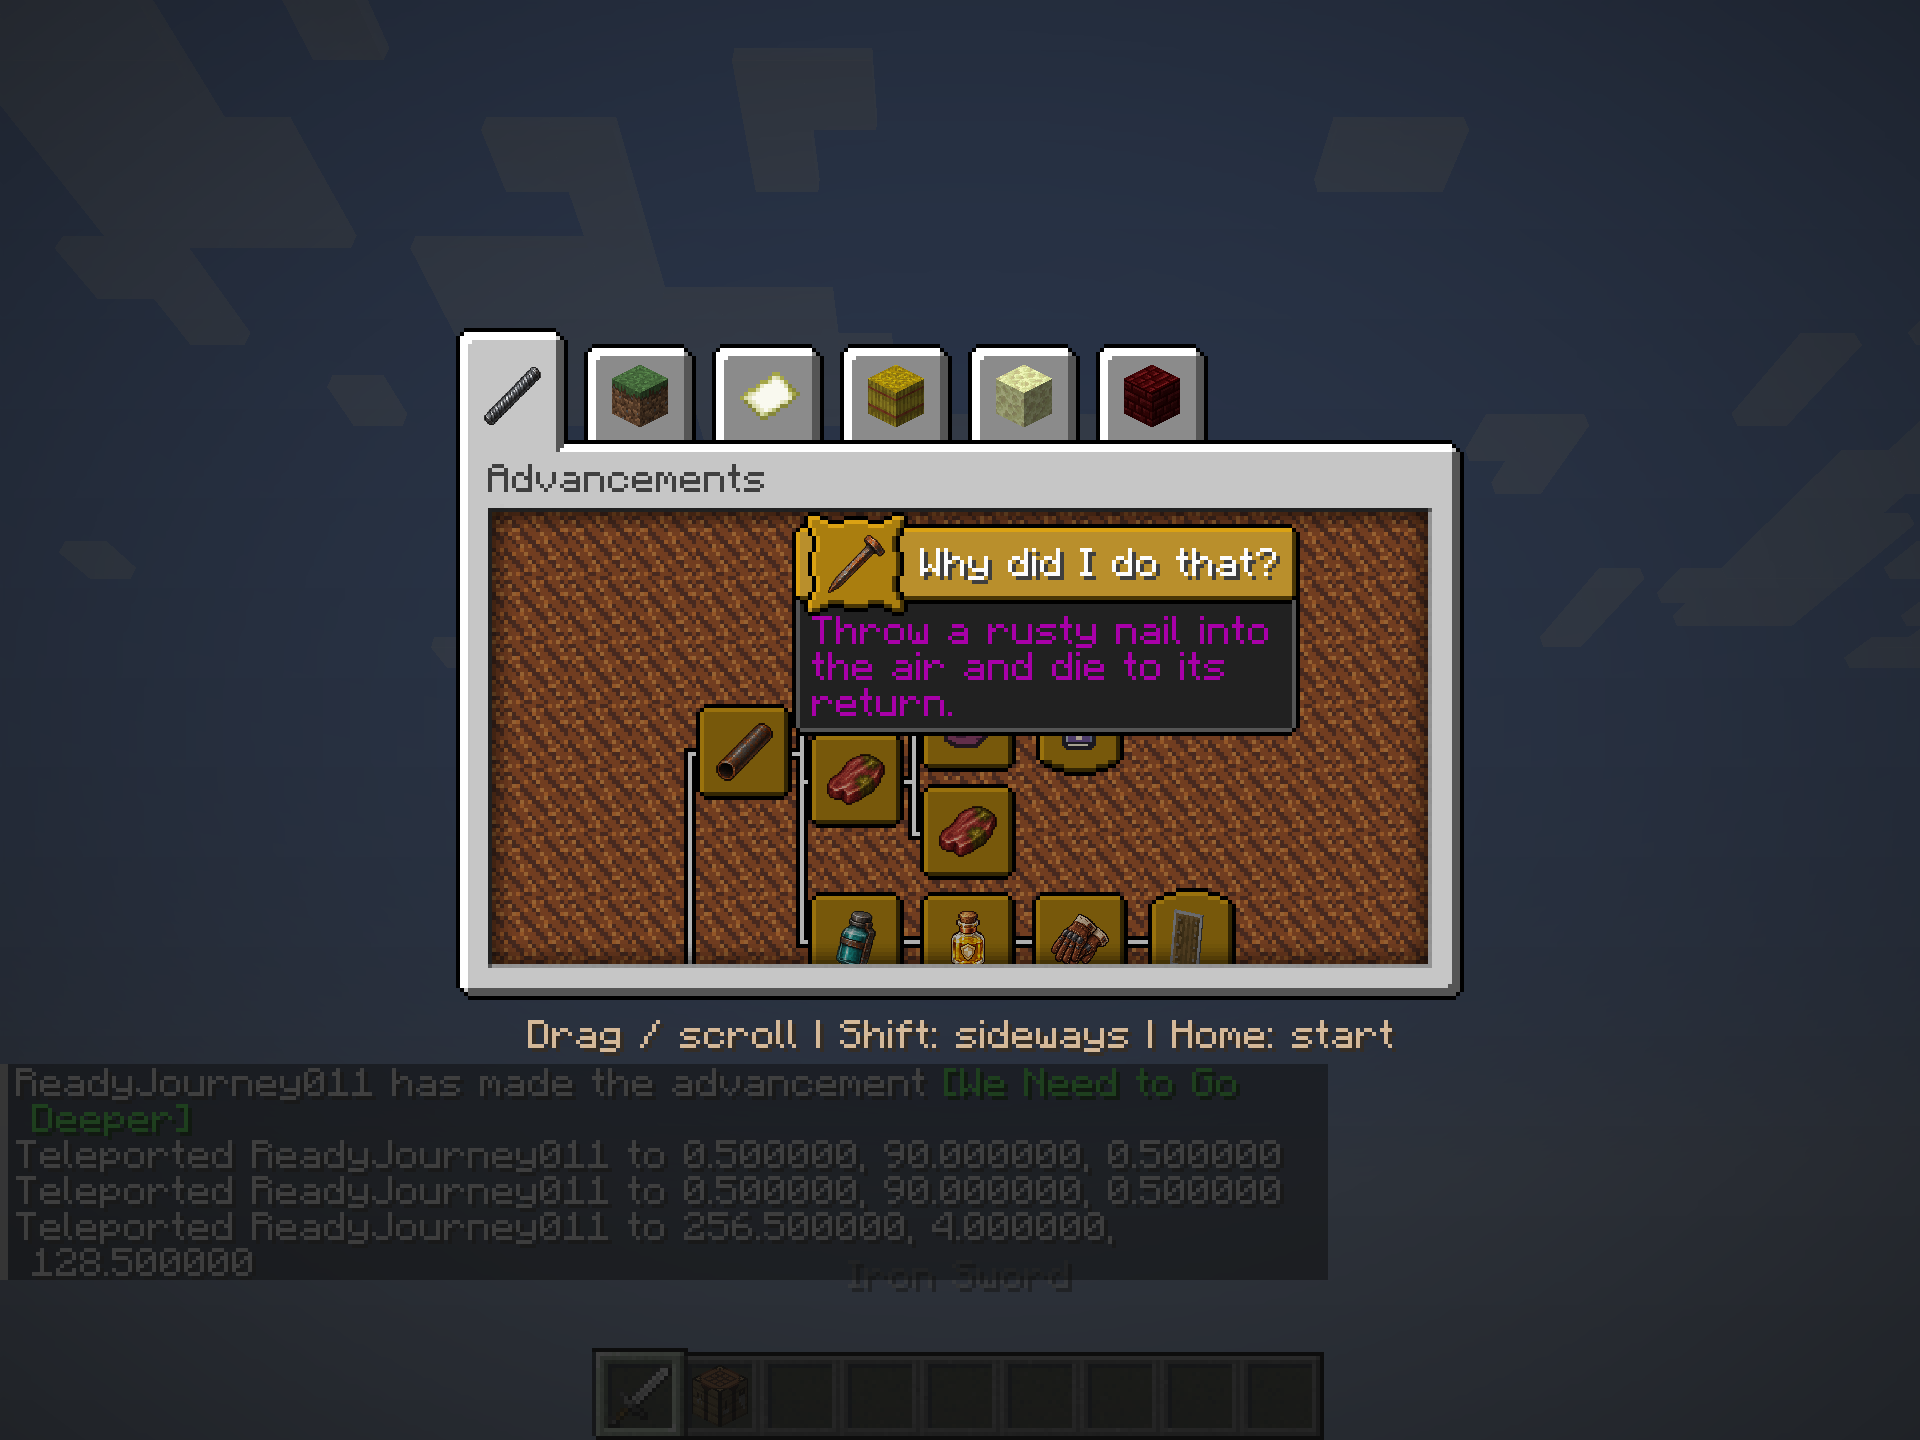 Advancements
Why did I do that?
Throw a rusty nail into
the air and die to its
return.
Drag / scroll | Shift: sideways | Home: start
ReadyJourney011 has made the advancement [We Need to Go
Deeper]
Teleported ReadyJourney011 to 0.500000, 90.000000, 0.500000
Teleported ReadyJourney011 to 0.500000, 90.000000, 0.500000
Teleported ReadyJourney011 to 256.500000, 4.000000,
128.500000
Iron Sword